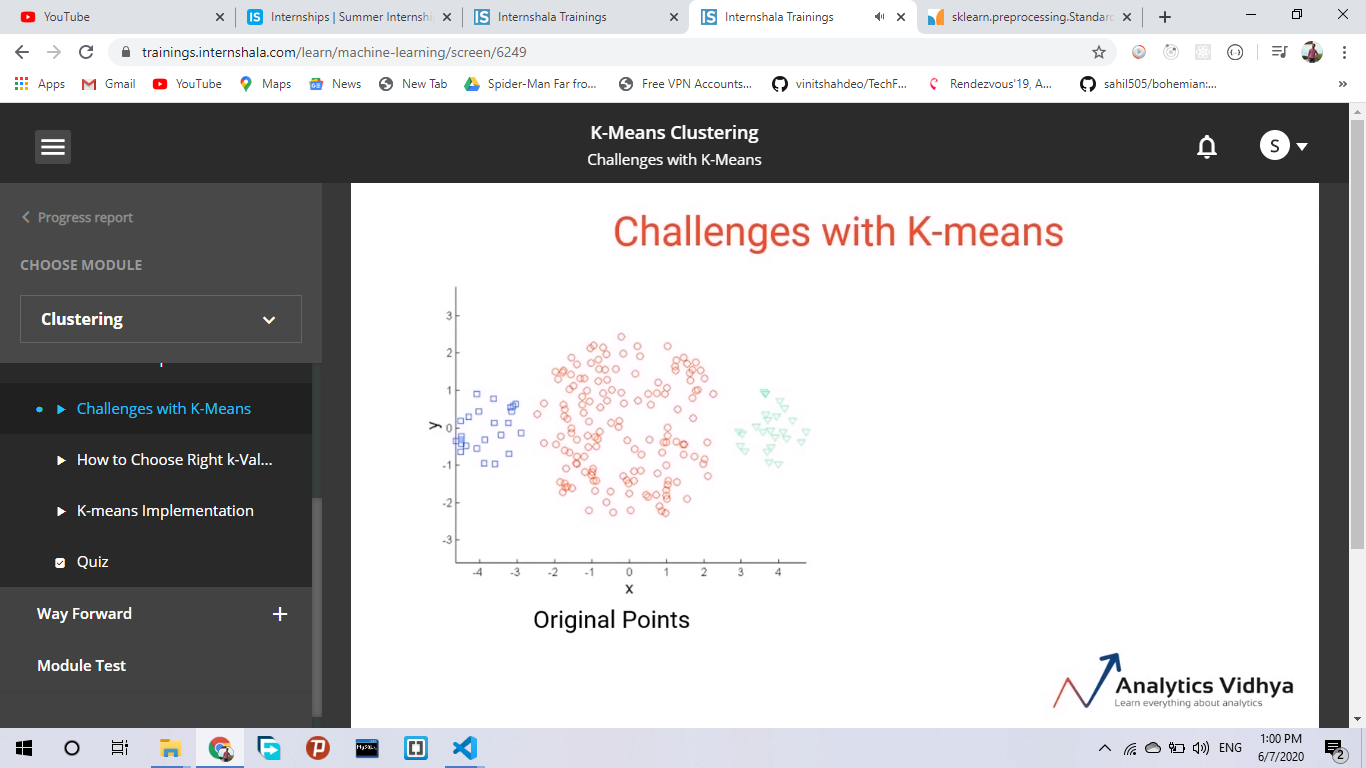 YouTube
Internships | Summer Internshi
Internshala Trainings
Internshala Trainings
sklearn.preprocessing.Standard
trainings.internshala.com/learn/machine-learning/screen/6249
Apps
Gmail
YouTube
Maps
News
New Tab
Spider-Man Far fro...
Free VPN Accounts...
vinitshahdeo/TechF...
Rendezvous'19, A...
sahil505/bohemian:...
»
K-Means Clustering
Challenges with K-Means
S
Progress report
CHOOSE MODULE
Clustering
Challenges with K-Means
How to Choose Right k-Val...
K-means Implementation
Quiz
Way Forward
Module Test
Challenges with K-means
3
2
1
0
-1
-2
-3
y
-4 -3 -2 -1 0 1 2 3 4
x
Original Points
Analytics Vidhya
Learn everything about analytics
MySQL
ENG
1:00 PM
6/7/2020
2